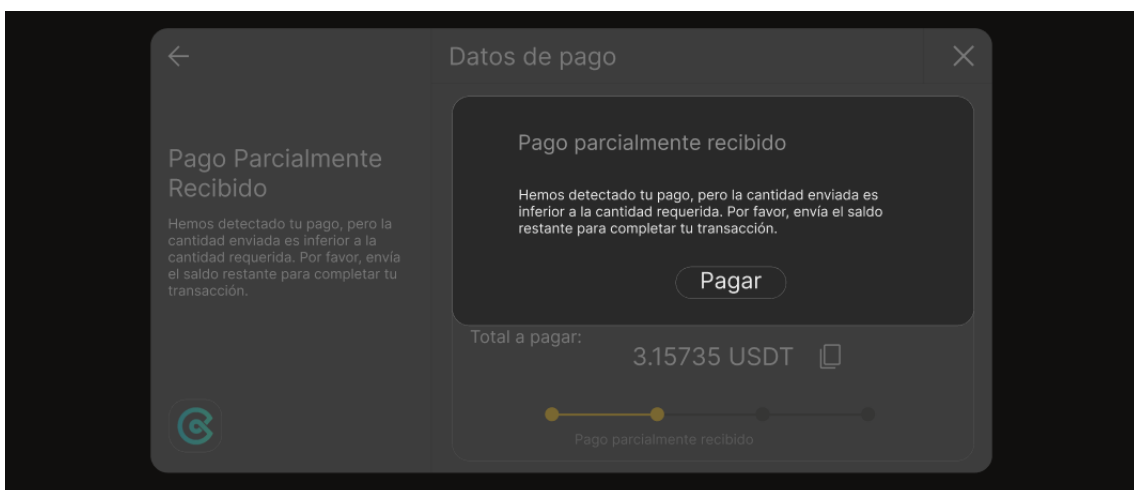 Datos de pago
Pago Parcialmente
Recibido
Hemos detectado tu pago, pero la
cantidad enviada es inferior a la
cantidad requerida. Por favor, envía
el saldo restante para completar tu
transacción.
Pago parcialmente recibido
Hemos detectado tu pago, pero la cantidad enviada es
inferior a la cantidad requerida. Por favor, envía el saldo
restante para completar tu transacción.
Pagar
Total a pagar:
3.15735 USDT
Pago parcialmente recibido